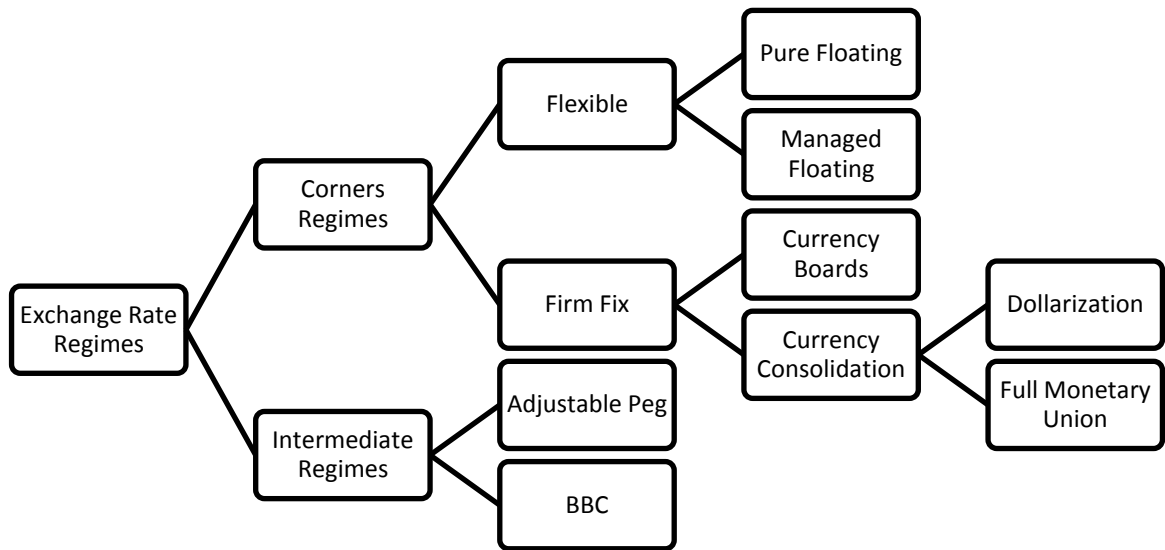 Exchange Rate
Regimes
Corners
Regimes
Flexible
Pure Floating
Managed
Floating
Firm Fix
Currency
Boards
Currency
Consolidation
Dollarization
Full Monetary
Union
Intermediate
Regimes
Adjustable Peg
BBC